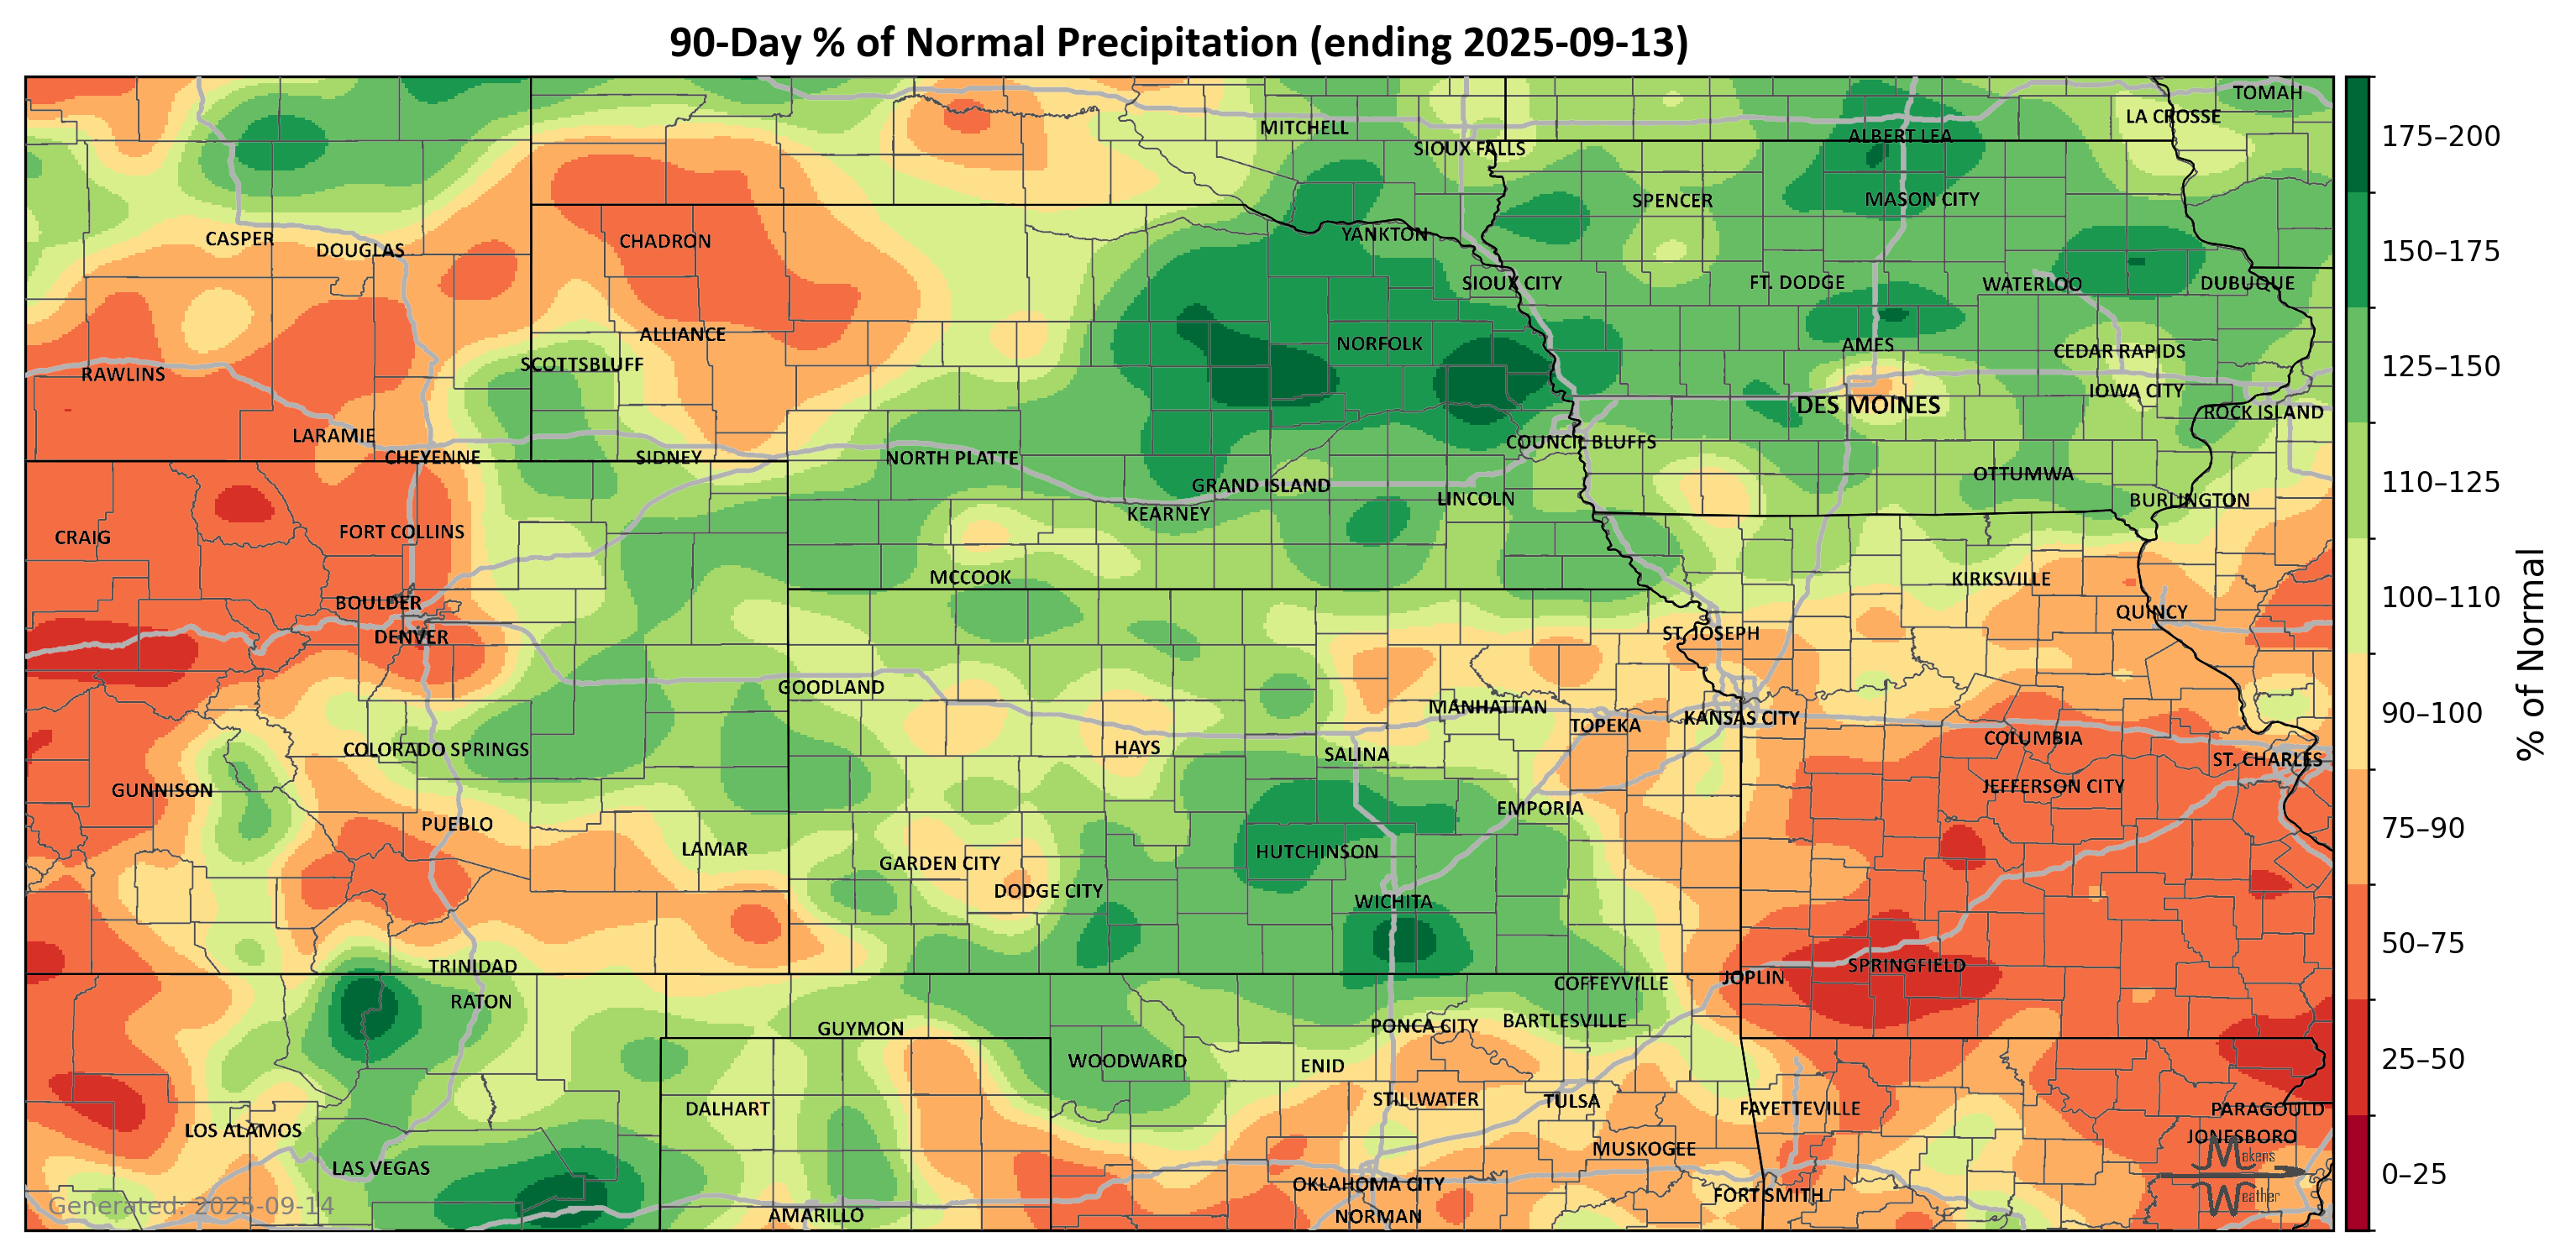 90-Day % of Normal Precipitation (ending 2025-09-13)
TOMAH
LA CROSSE
MITCHELL
ALBERT LEA
SIOUX FALLS
SPENCER
MASON CITY
YANKTON
CASPER
CHADRON
DOUGLAS
SIOUX CITY
FT. DODGE
WATERLOO
DUBUQUE
ALLIANCE
NORFOLK
AMES
CEDAR RAPIDS
SCOTTSBLUFF
RAWLINS
IOWA CITY
DES MOINES
ROCK ISLAND
LARAMIE
COUNCIL BLUFFS
CHEYENNE
SIDNEY
NORTH PLATTE
OTTUMWA
GRAND ISLAND
LINCOLN
BURLINGTON
KEARNEY
FORT COLLINS
CRAIG
MCCOOK
KIRKSVILLE
BOULDER
QUINCY
DENVER
ST. JOSEPH
GOODLAND
MANHATTAN
KANSAS CITY
TOPEKA
COLUMBIA
COLORADO SPRINGS
HAYS
SALINA
ST. CHARLES
GUNNISON
JEFFERSON CITY
EMPORIA
PUEBLO
LAMAR
HUTCHINSON
GARDEN CITY
DODGE CITY
WICHITA
TRINIDAD
SPRINGFIELD
JOPLIN
COFFEYVILLE
RATON
BARTLESVILLE
PONCA CITY
GUYMON
WOODWARD
ENID
STILLWATER
TULSA
DALHART
FAYETTEVILLE
PARAGOULD
LOS ALAMOS
JONESBORO
MUSKOGEE
LAS VEGAS
OKLAHOMA CITY
FORT SMITH
AMARILLO
NORMAN
Generated: 2025-09-14
Makens
Weather
175–200
150–175
125–150
110–125
100–110
90–100
75–90
50–75
25–50
0–25
% of Normal